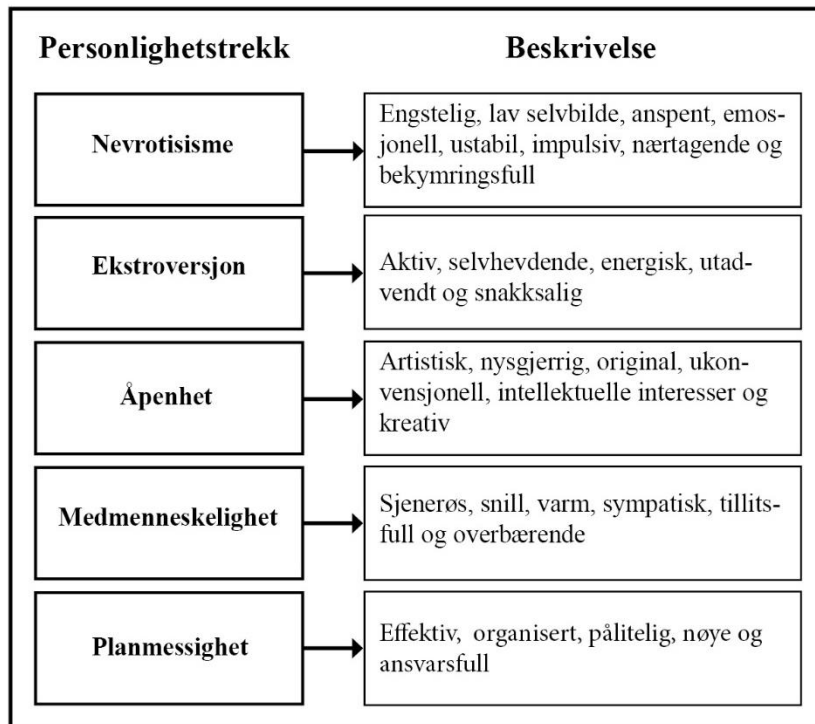 Personlighetstrekk
Beskrivelse
Nevrotisisme
Engstelig, lav selvbilde, anspent, emos-
jonell, ustabil, impulsiv, nærtagende og
bekymringsfull
Ekstroversjon
Aktiv, selvhevdende, energisk, utad-
vendt og snakksalig
Åpenhet
Artistisk, nysgjerrig, original, ukon-
vensjonell, intellektuelle interesser og
kreativ
Medmenneskelighet
Sjenerøs, snill, varm, sympatisk, tillits-
full og overbærende
Planmessighet
Effektiv,  organisert, pålitelig, nøye og
ansvarsfull